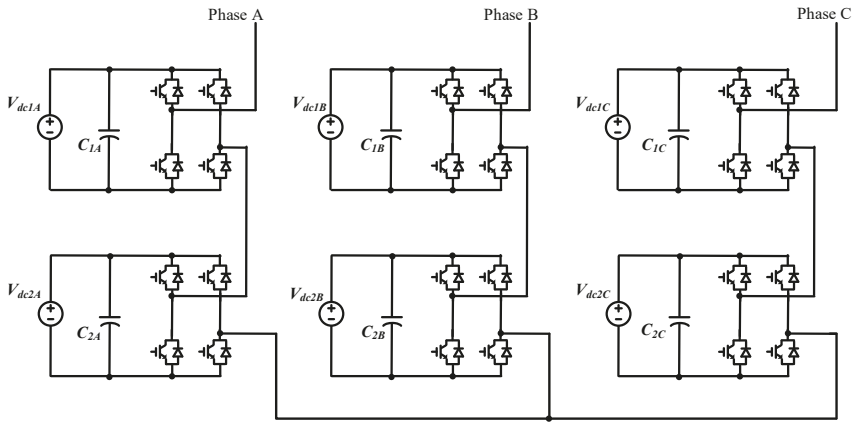 Phase A Phase B Phase C
Vdc1A C1A Vdc1B C1B Vdc1C C1C
Vdc2A C2A Vdc2B C2B Vdc2C C2C